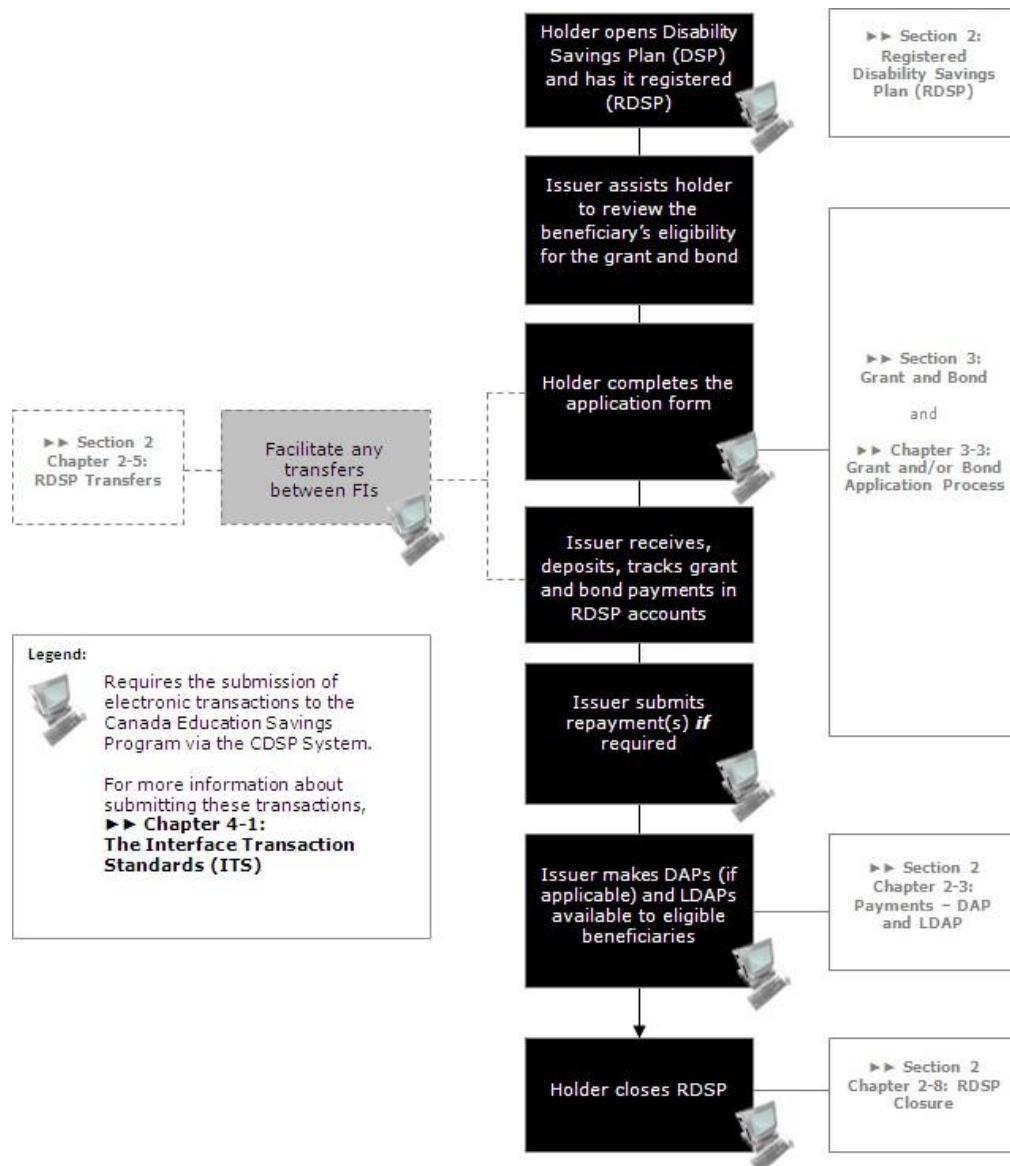 Holder opens Disability
Savings Plan (DSP)
and has it registered
(RDSP)
►► Section 2:
Registered
Disability Savings
Plan (RDSP)
Issuer assists holder
to review the
beneficiary's eligibility
for the grant and bond
Holder completes the
application form
►► Section 3:
Grant and Bond
and
►► Chapter 3-3:
Grant and/or Bond
Application Process
►► Section 2
Chapter 2-5:
RDSP Transfers
Facilitate any
transfers
between FIs
Issuer receives,
deposits, tracks grant
and bond payments in
RDSP accounts
Legend:
Requires the submission of
electronic transactions to the
Canada Education Savings
Program via the CDSP System.
For more information about
submitting these transactions,
►► Chapter 4-1:
The Interface Transaction
Standards (ITS)
Issuer submits
repayment(s) if
required
Issuer makes DAPs (if
applicable) and LDAPs
available to eligible
beneficiaries
►► Section 2
Chapter 2-3:
Payments – DAP
and LDAP
Holder closes RDSP
►► Section 2
Chapter 2-8: RDSP
Closure